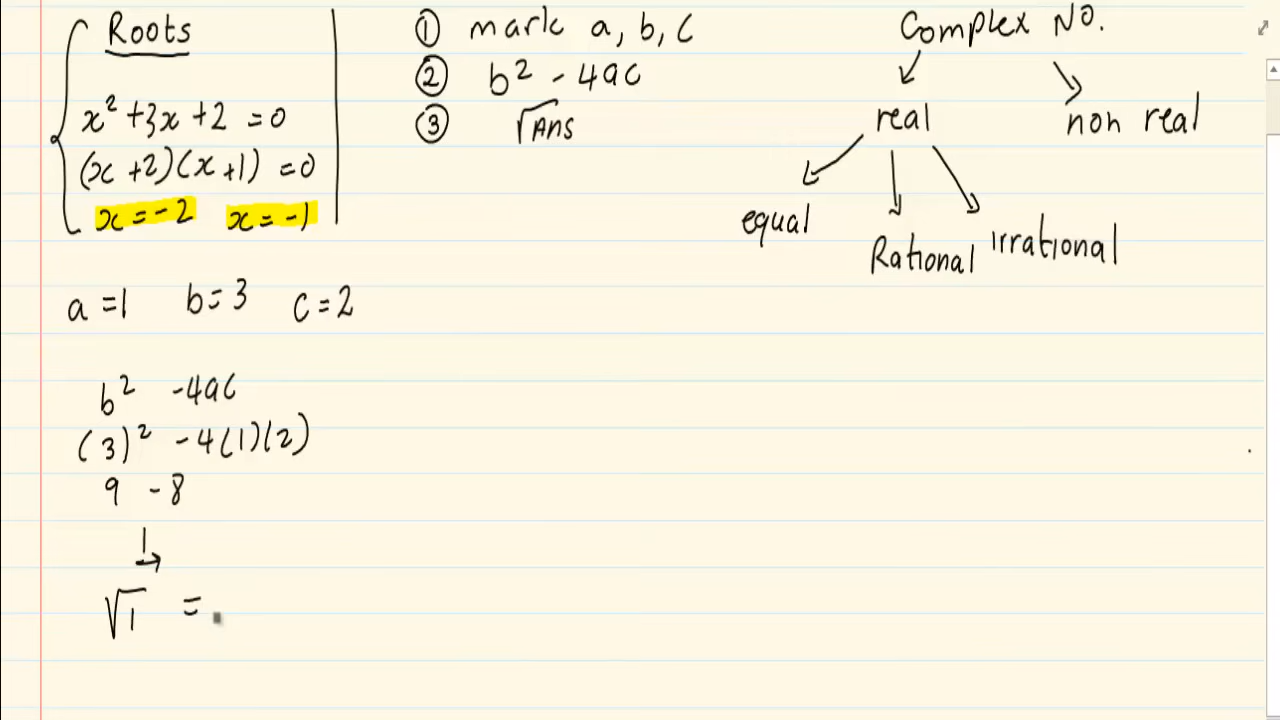 Roots
x² + 3x + 2 = 0
(x + 2)(x + 1) = 0
x = -2 x = -1
① mark a, b, c
② b² - 4ac
③ √Ans
Complex No.
real non real
equal Rational Irrational
a = 1 b = 3 c = 2
b² - 4ac
(3)² - 4(1)(2)
9 - 8
1
√1 =